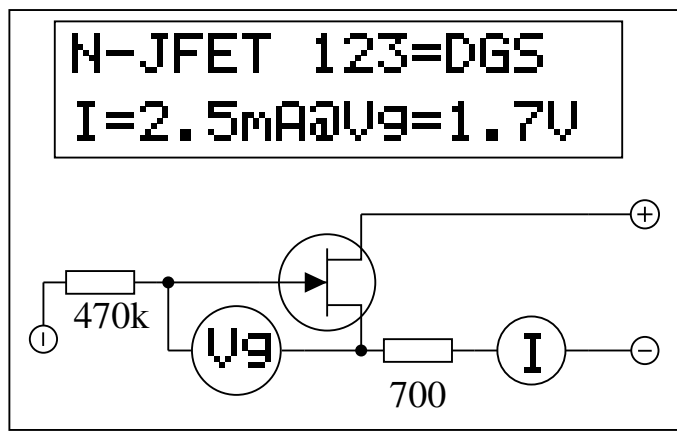 N-JFET 123=DGS
I=2.5mA@Vg=1.7V
+
470k
-
Vg
I
-
700